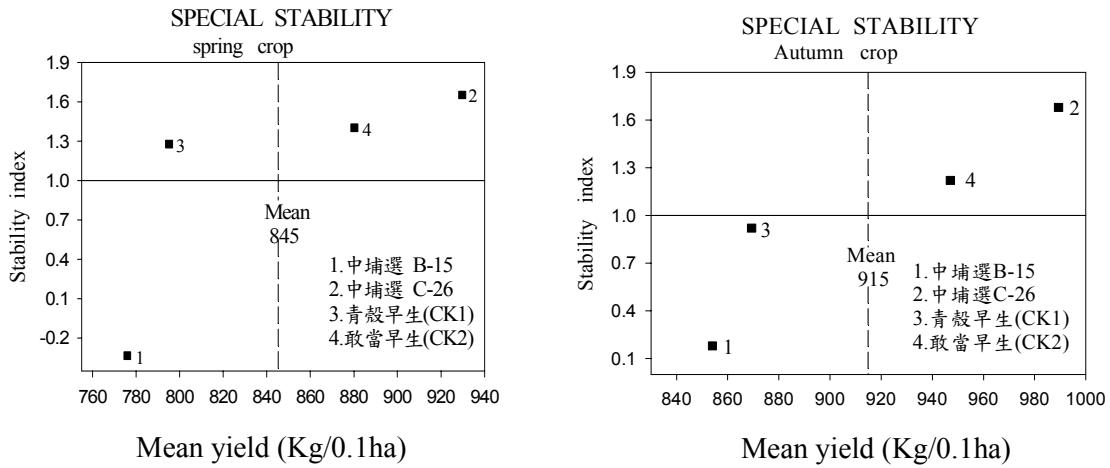 SPECIAL STABILITY
spring crop
1.9
1.6
1.3
1.0
0.7
0.4
0.1
-0.2
Stability index
2
4
3
1
Mean
845
1.中埔選 B-15
2.中埔選 C-26
3.青殼早生(CK1)
4.敢當早生(CK2)
760 780 800 820 840 860 880 900 920 940
Mean yield (Kg/0.1ha)
SPECIAL STABILITY
Autumn crop
1.9
1.6
1.3
1.0
0.7
0.4
0.1
Stability index
2
4
3
1
Mean
915
1.中埔選B-15
2.中埔選C-26
3.青殼早生(CK1)
4.敢當早生(CK2)
840 860 880 900 920 940 960 980 1000
Mean yield (Kg/0.1ha)